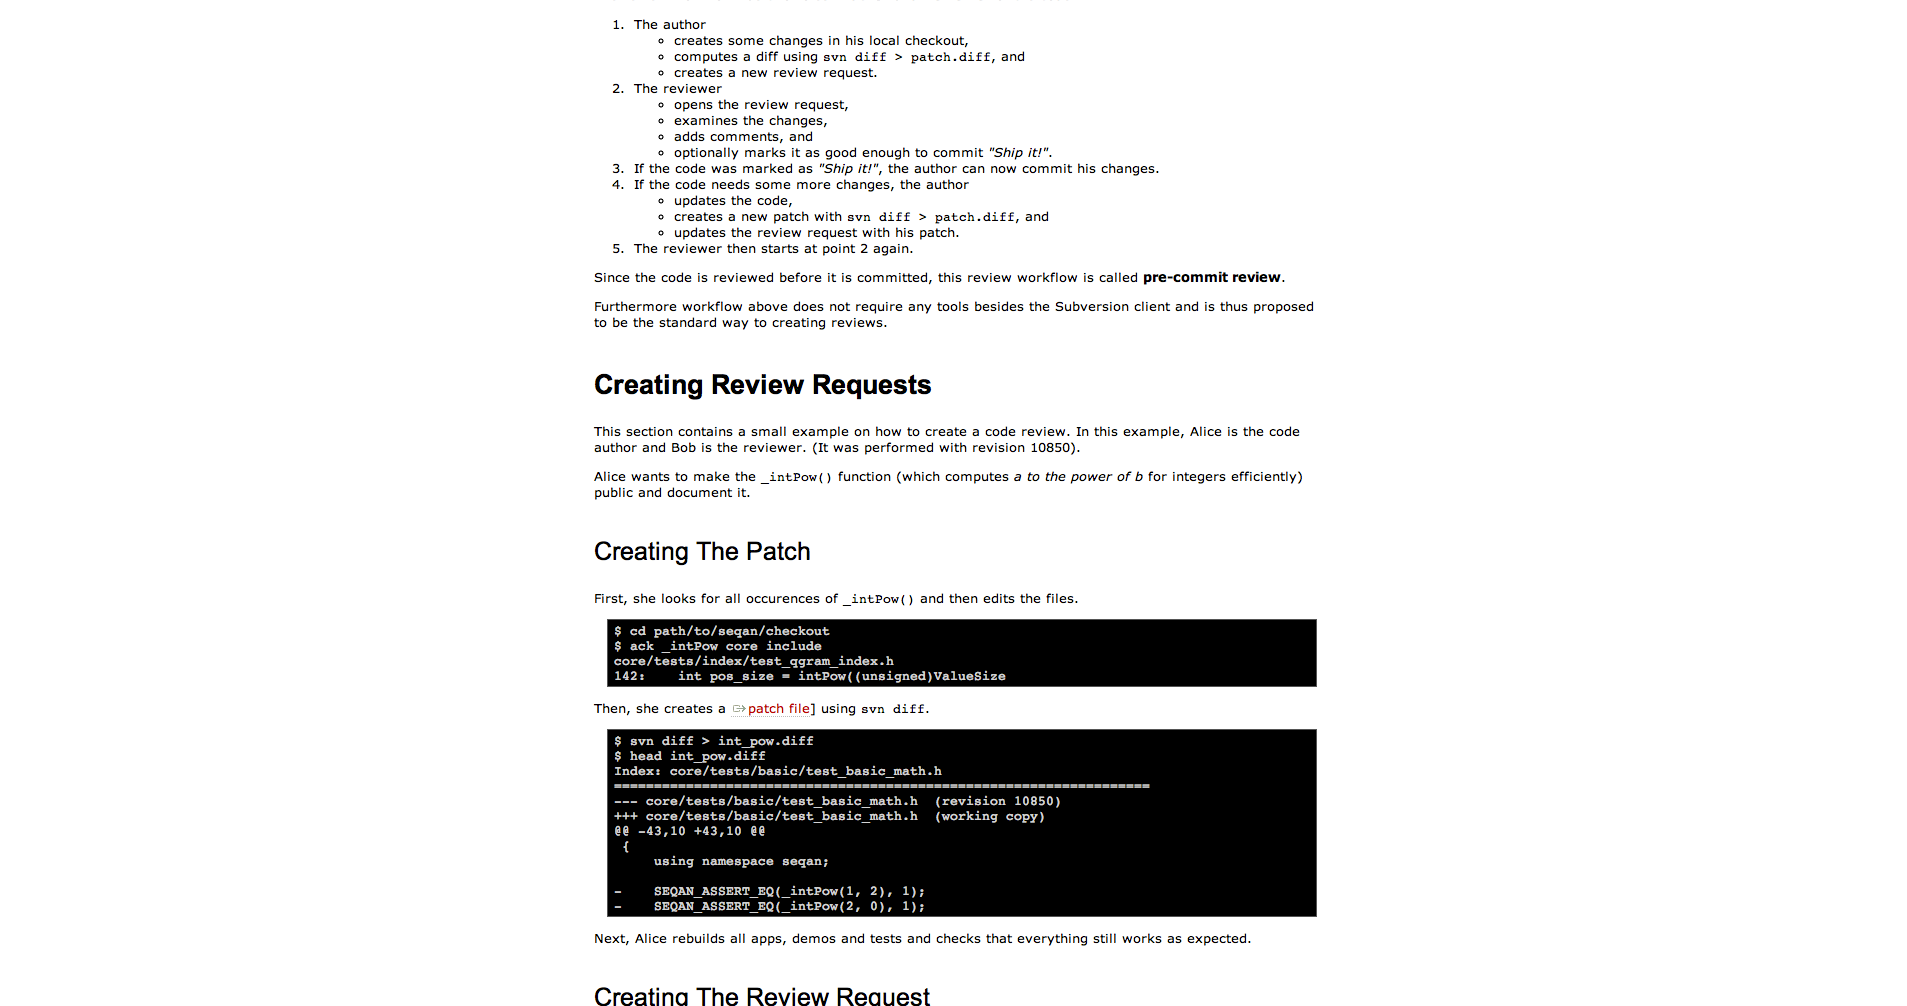 1. The author
creates some changes in his local checkout,
computes a diff using svn diff > patch.diff, and
creates a new review request.
2. The reviewer
opens the review request,
examines the changes,
adds comments, and
optionally marks it as good enough to commit "Ship it!".
3. If the code was marked as "Ship it!", the author can now commit his changes.
4. If the code needs some more changes, the author
updates the code,
creates a new patch with svn diff > patch.diff, and
updates the review request with his patch.
5. The reviewer then starts at point 2 again.
Since the code is reviewed before it is committed, this review workflow is called pre-commit review.
Furthermore workflow above does not require any tools besides the Subversion client and is thus proposed
to be the standard way to creating reviews.
Creating Review Requests
This section contains a small example on how to create a code review. In this example, Alice is the code
author and Bob is the reviewer. (It was performed with revision 10850).
Alice wants to make the _intPow() function (which computes a to the power of b for integers efficiently)
public and document it.
Creating The Patch
First, she looks for all occurences of _intPow() and then edits the files.
$ cd path/to/seqan/checkout
$ ack _intPow core include
core/tests/index/test_qgram_index.h
142:    int pos_size = intPow((unsigned)ValueSize
Then, she creates a patch file] using svn diff.
$ svn diff > int_pow.diff
$ head int_pow.diff
Index: core/tests/basic/test_basic_math.h
===================================================================
--- core/tests/basic/test_basic_math.h  (revision 10850)
+++ core/tests/basic/test_basic_math.h  (working copy)
@@ -43,10 +43,10 @@
 {
     using namespace seqan;
-    SEQAN_ASSERT_EQ(_intPow(1, 2), 1);
-    SEQAN_ASSERT_EQ(_intPow(2, 0), 1);
Next, Alice rebuilds all apps, demos and tests and checks that everything still works as expected.
Creating The Review Request